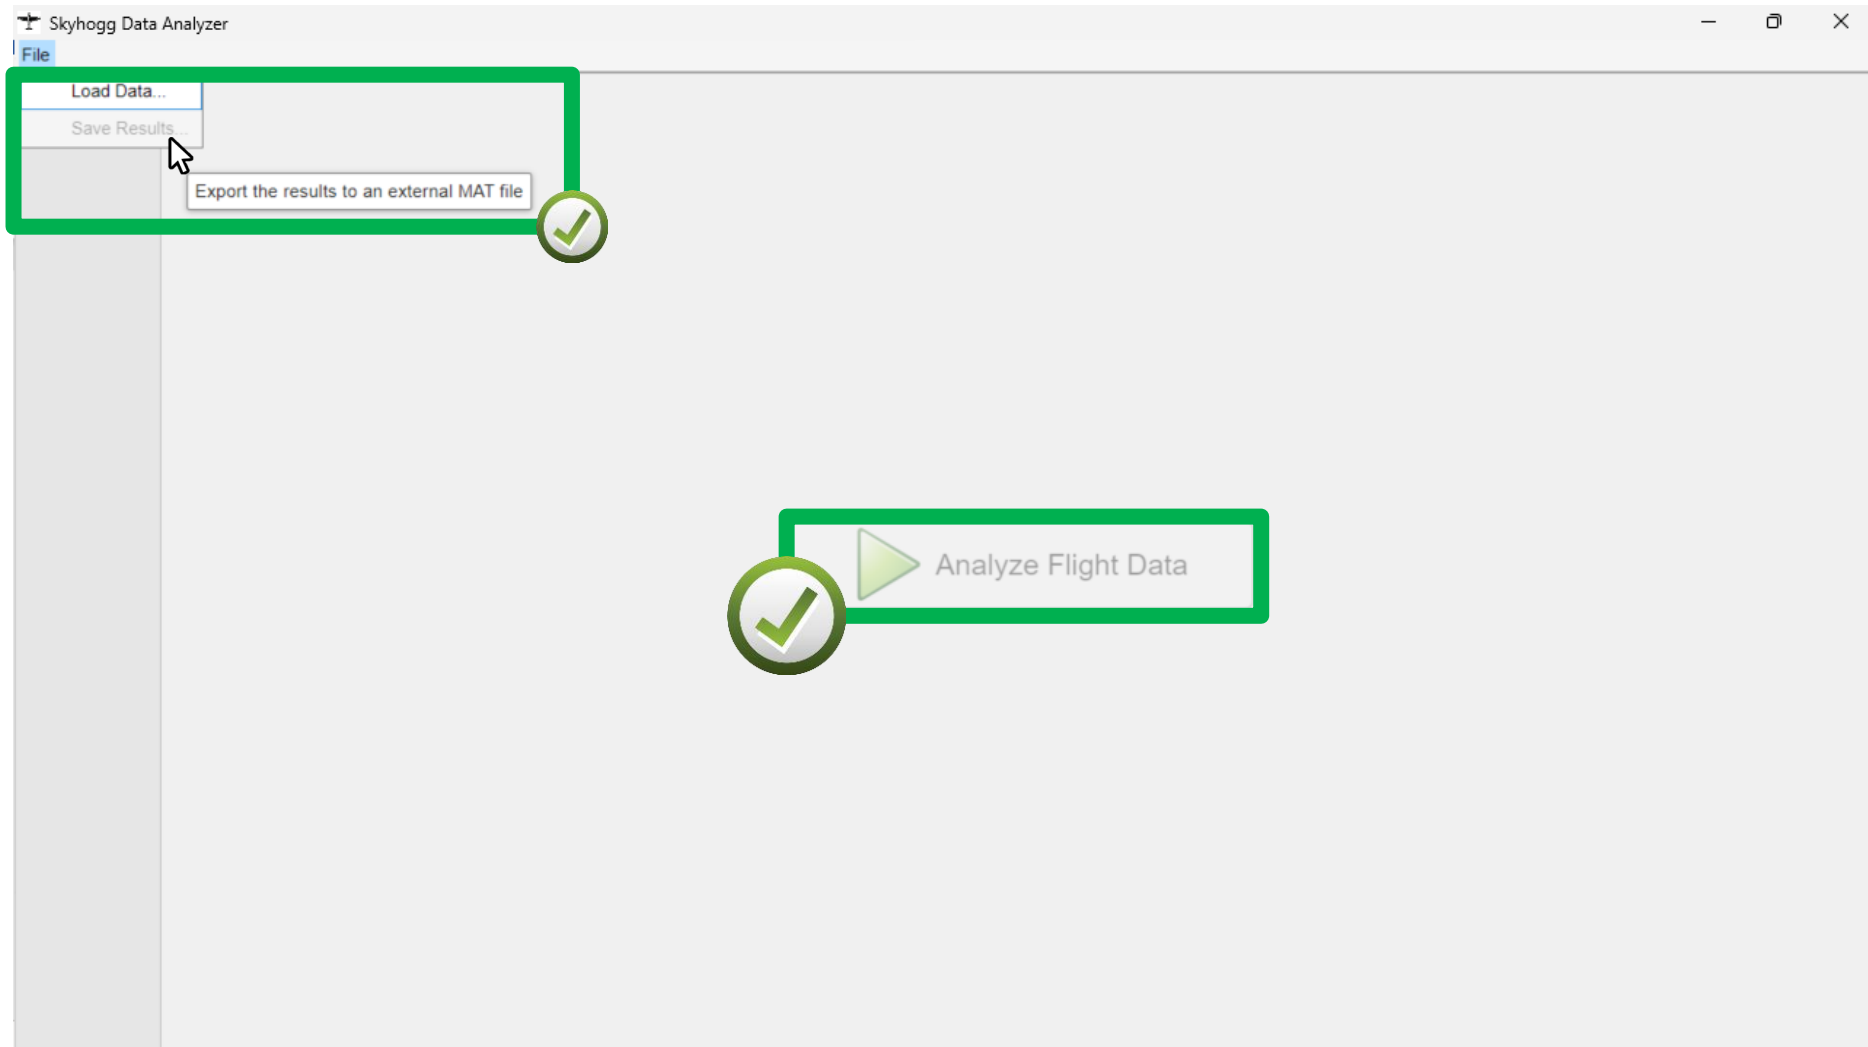 Skyhogg Data Analyzer
File
Load Data...
Save Results...
Export the results to an external MAT file
Analyze Flight Data